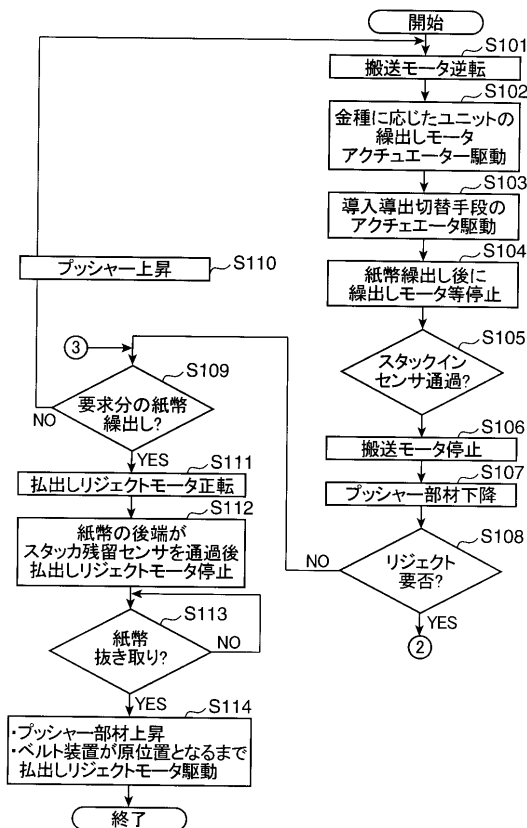 開始
S101
搬送モータ逆転
S102
金種に応じたユニットの
繰出しモータ
アクチュエーター駆動
S103
導入導出切替手段の
アクチェエータ駆動
S104
紙幣繰出し後に
繰出しモータ等停止
S105
スタックイン
センサ通過?
S106
搬送モータ停止
S107
プッシャー部材下降
S108
リジェクト
要否?
NO
YES
②
プッシャー上昇
S110
③
S109
要求分の紙幣
繰出し?
NO
YES
S111
払出しリジェクトモータ正転
S112
紙幣の後端が
スタッカ残留センサを通過後
払出しリジェクトモータ停止
S113
紙幣
抜き取り?
NO
YES
S114
・プッシャー部材上昇
・ベルト装置が原位置となるまで
払出しリジェクトモータ駆動
終了